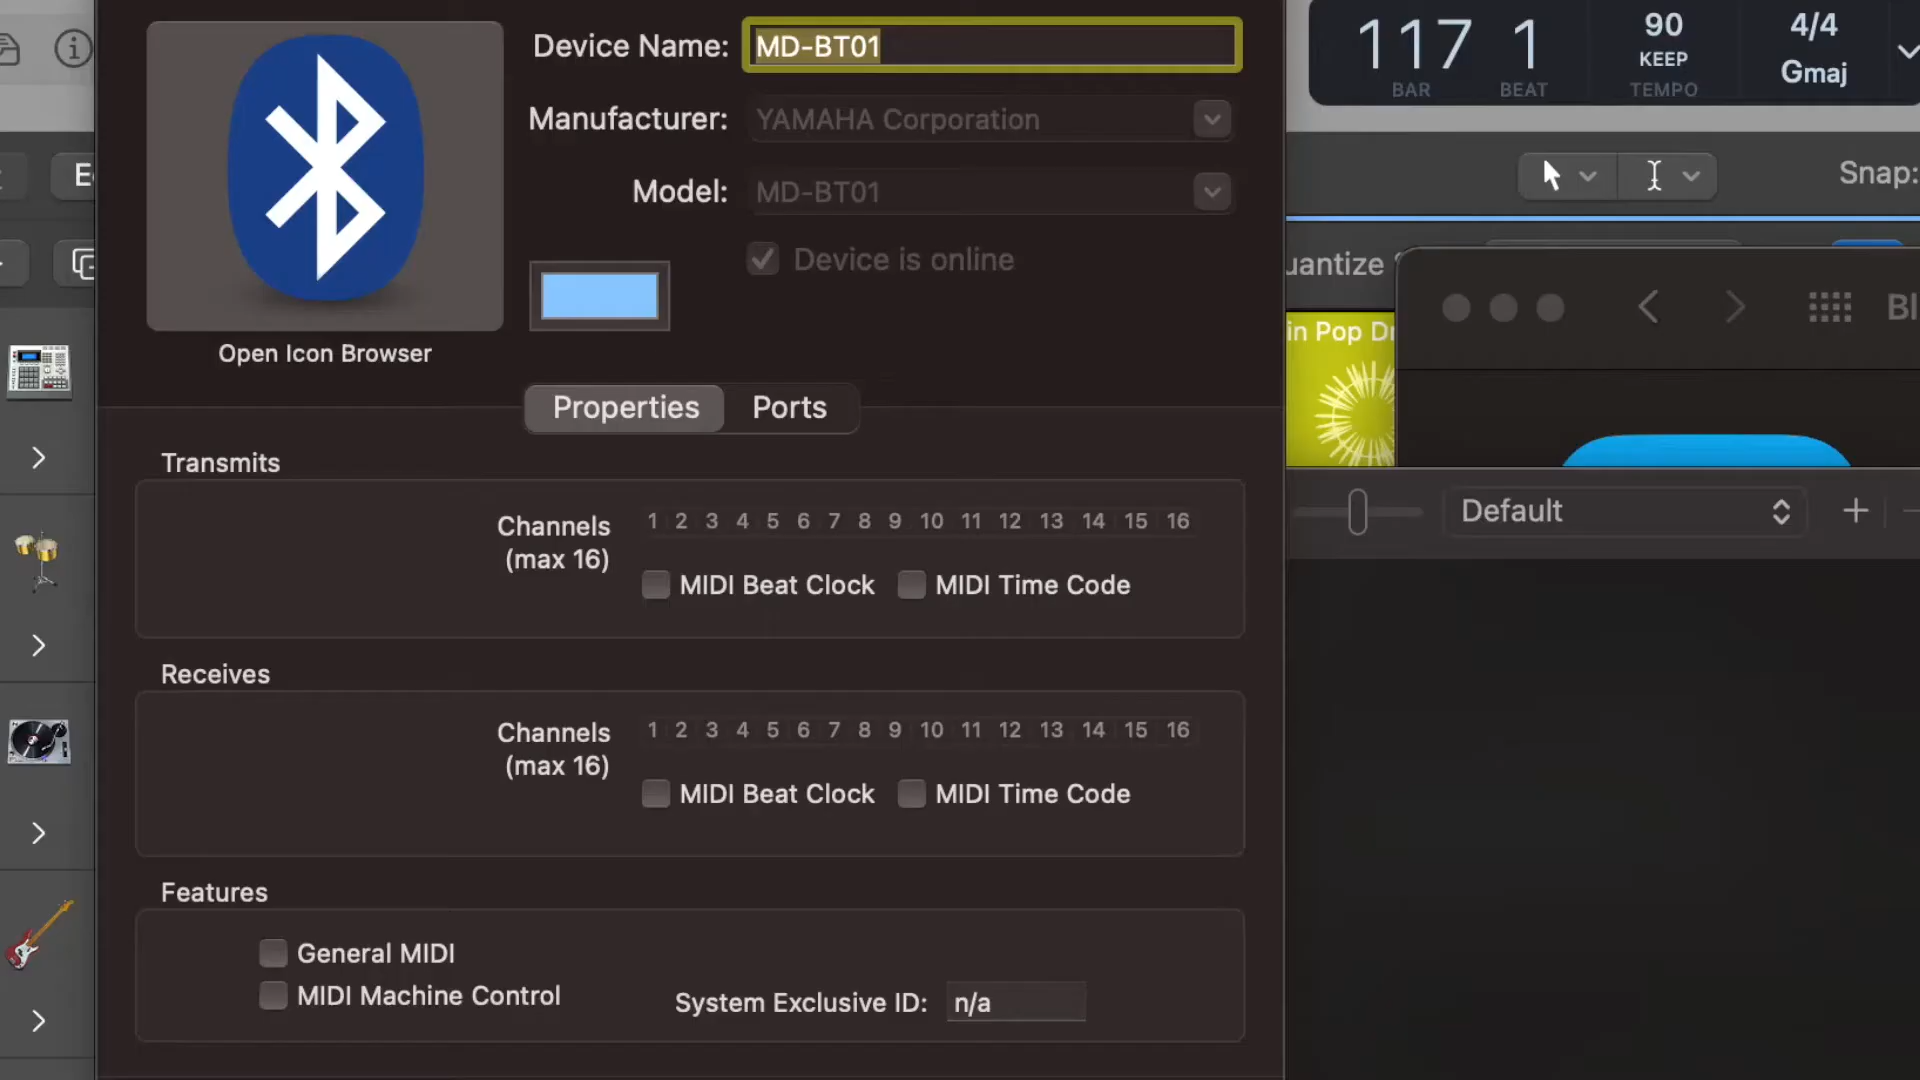 Device Name: MD-BT01
Manufacturer: YAMAHA Corporation
Model: MD-BT01
Device is online
Open Icon Browser
Properties Ports
Transmits
Channels
(max 16)
1 2 3 4 5 6 7 8 9 10 11 12 13 14 15 16
MIDI Beat Clock MIDI Time Code
Receives
Channels
(max 16)
1 2 3 4 5 6 7 8 9 10 11 12 13 14 15 16
MIDI Beat Clock MIDI Time Code
Features
General MIDI
MIDI Machine Control
System Exclusive ID: n/a
117 1
BAR BEAT
90
KEEP
TEMPO
4/4
Gmaj
Snap:
uantize
in Pop Dr
Bl
Default